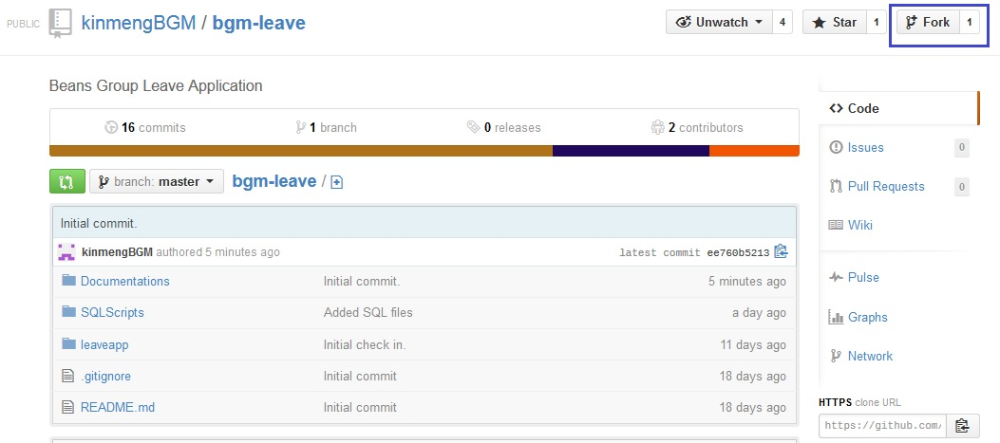 PUBLIC kinmengBGM / bgm-leave Unwatch 4 Star 1 Fork 1
Beans Group Leave Application
16 commits 1 branch 0 releases 2 contributors
branch: master bgm-leave /
Initial commit.
kinmengBGM authored 5 minutes ago latest commit ee760b5213
Documentations Initial commit. 5 minutes ago
SQLScripts Added SQL files a day ago
leaveapp Initial check in. 11 days ago
.gitignore Initial commit 18 days ago
README.md Initial commit 18 days ago
Code
Issues 0
Pull Requests 0
Wiki
Pulse
Graphs
Network
HTTPS clone URL
https://github.com/